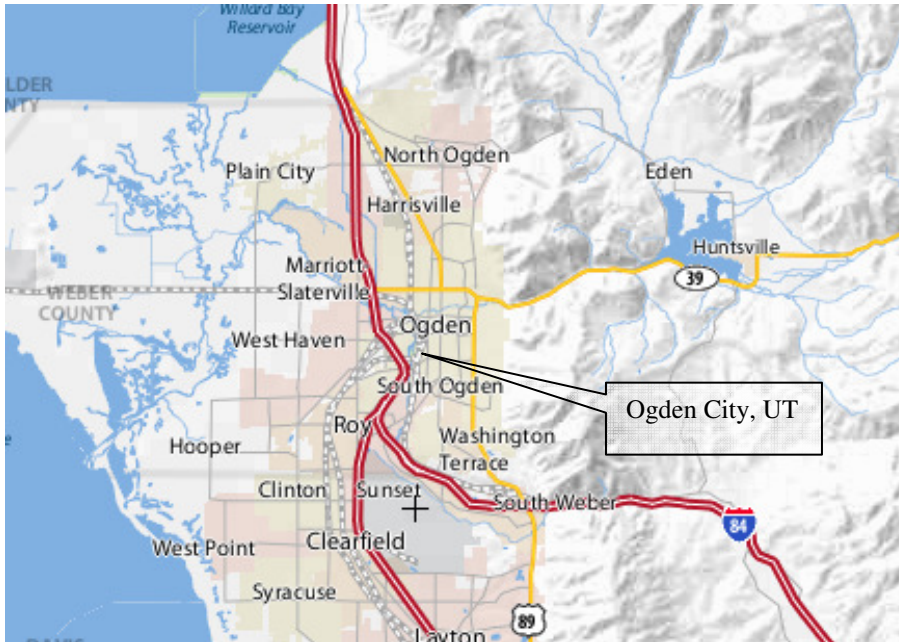 Willard Bay
Reservoir
LDER
NTY
North Ogden
Plain City
Eden
Harrisville
Huntsville
Marriott
Slaterville
39
WEBER
COUNTY
Ogden
West Haven
South Ogden
Ogden City, UT
Roy
Washington
Terrace
Hooper
Clinton
Sunset
South Weber
84
West Point
Clearfield
Syracuse
89
Layton
DAVIS